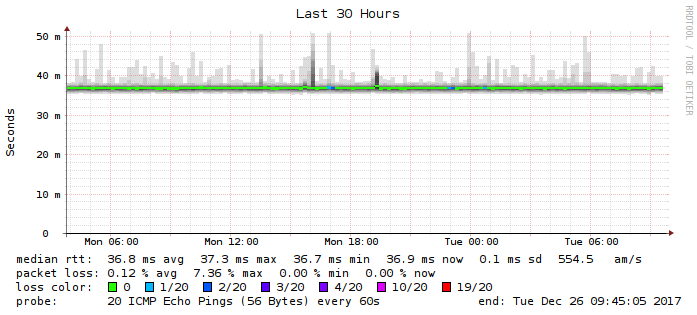 Last 30 Hours
RRDTOOL / TOBI OETIKER
Seconds
50 m
40 m
30 m
20 m
10 m
0
Mon 06:00 Mon 12:00 Mon 18:00 Tue 00:00 Tue 06:00
median rtt: 36.8 ms avg 37.3 ms max 36.7 ms min 36.9 ms now 0.1 ms sd 554.5 am/s
packet loss: 0.12 % avg 7.36 % max 0.00 % min 0.00 % now
loss color: 0 1/20 2/20 3/20 4/20 10/20 19/20
probe: 20 ICMP Echo Pings (56 Bytes) every 60s end: Tue Dec 26 09:45:05 2017